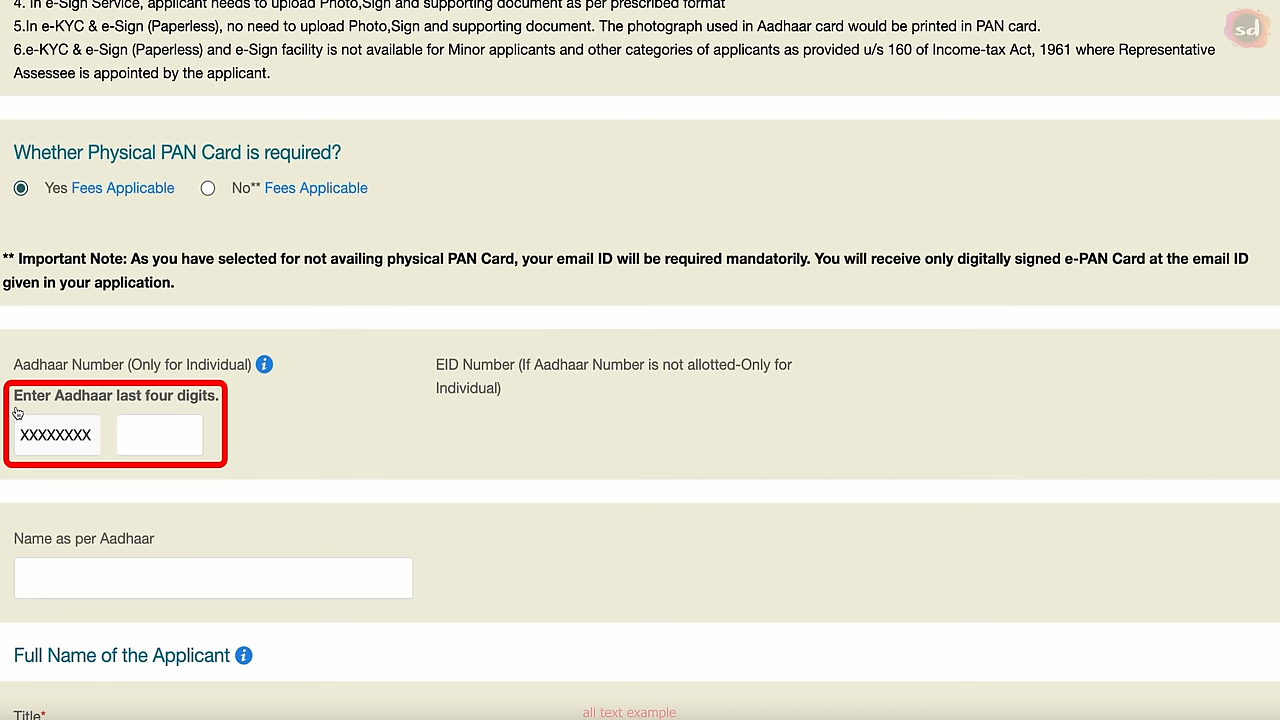 4. In e-Sign Service, applicant needs to upload Photo,Sign and supporting document as per prescribed format
5.In e-KYC & e-Sign (Paperless), no need to upload Photo,Sign and supporting document. The photograph used in Aadhaar card would be printed in PAN card.
6.e-KYC & e-Sign (Paperless) and e-Sign facility is not available for Minor applicants and other categories of applicants as provided u/s 160 of Income-tax Act, 1961 where Representative
Assessee is appointed by the applicant.
sd
Whether Physical PAN Card is required?
Yes Fees Applicable No** Fees Applicable
** Important Note: As you have selected for not availing physical PAN Card, your email ID will be required mandatorily. You will receive only digitally signed e-PAN Card at the email ID
given in your application.
Aadhaar Number (Only for Individual) i
EID Number (If Aadhaar Number is not allotted-Only for
Individual)
Enter Aadhaar last four digits.
XXXXXXXX
Name as per Aadhaar
Full Name of the Applicant i
Title*
all text example